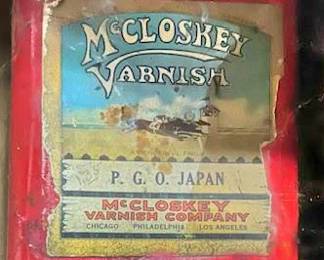 McCLOSKEY
VARNISH
P. G. O. JAPAN
McCLOSKEY
VARNISH COMPANY
CHICAGO PHILADELPHIA LOS ANGELES